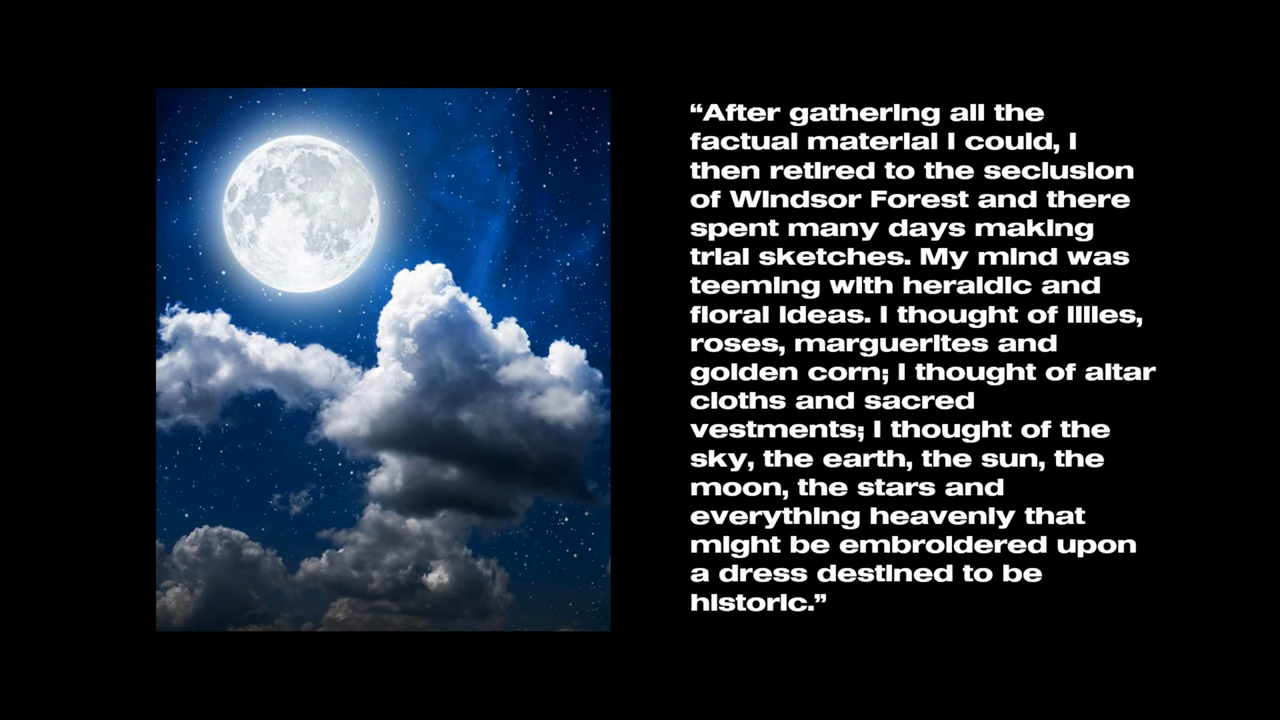 “After gathering all the
factual material I could, I
then retired to the seclusion
of Windsor Forest and there
spent many days making
trial sketches. My mind was
teeming with heraldic and
floral ideas. I thought of lilies,
roses, marguerites and
golden corn; I thought of altar
cloths and sacred
vestments; I thought of the
sky, the earth, the sun, the
moon, the stars and
everything heavenly that
might be embroidered upon
a dress destined to be
historic.”